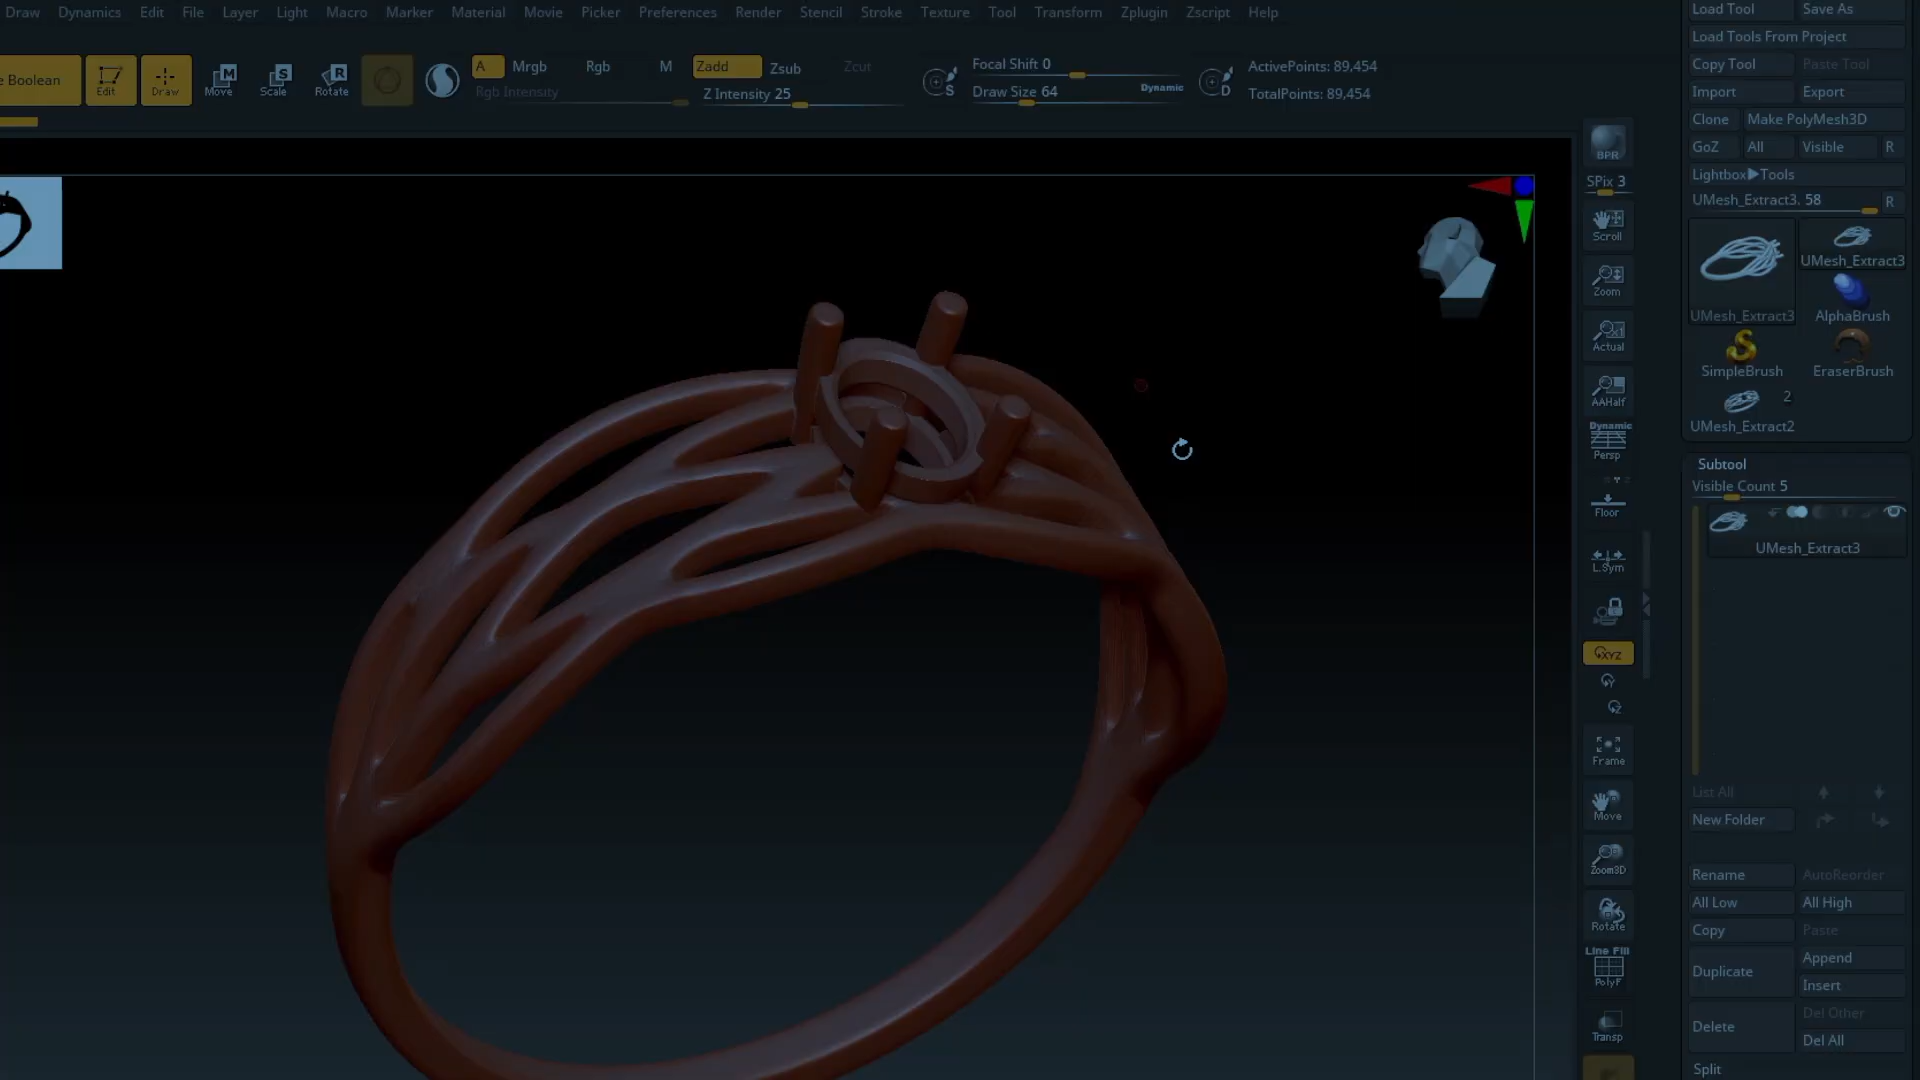 Draw Dynamics Edit File Layer Light Macro Marker Material Movie Picker Preferences Render Stencil Stroke Texture Tool Transform Zplugin Zscript Help
e Boolean
Edit
Draw
M
Move
S
Scale
R
Rotate
A Mrgb Rgb M
Rgb Intensity
Zadd Zsub Zcut
Z Intensity 25
S
Focal Shift 0
Draw Size 64
Dynamic
D
ActivePoints: 89,454
TotalPoints: 89,454
BPR
SPix 3
Scroll
Zoom
Actual
AAHalf
Dynamic
Persp
Floor
L.Sym
XYZ
Y
Z
Frame
Move
Zoom3D
Rotate
Line Fill
PolyF
Transp
Load Tool Save As
Load Tools From Project
Copy Tool Paste Tool
Import Export
Clone Make PolyMesh3D
GoZ All Visible R
Lightbox▶Tools
UMesh_Extract3. 58 R
UMesh_Extract3
UMesh_Extract3 AlphaBrush
SimpleBrush EraserBrush
2
UMesh_Extract2
Subtool
Visible Count 5
UMesh_Extract3
List All
New Folder
Rename AutoReorder
All Low All High
Copy Paste
Duplicate Append
Insert
Delete Del Other
Del All
Split